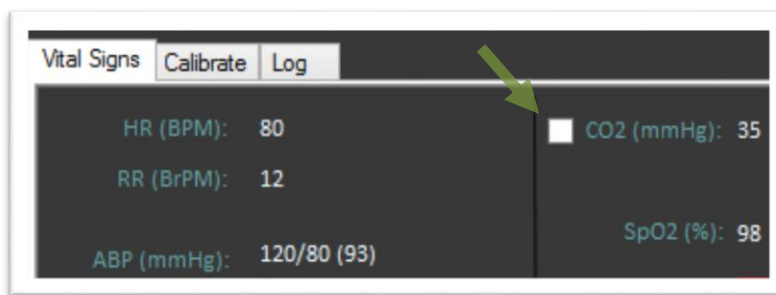 Vital Signs Calibrate Log
HR (BPM): 80
CO2 (mmHg): 35
RR (BrPM): 12
SpO2 (%): 98
ABP (mmHg): 120/80 (93)